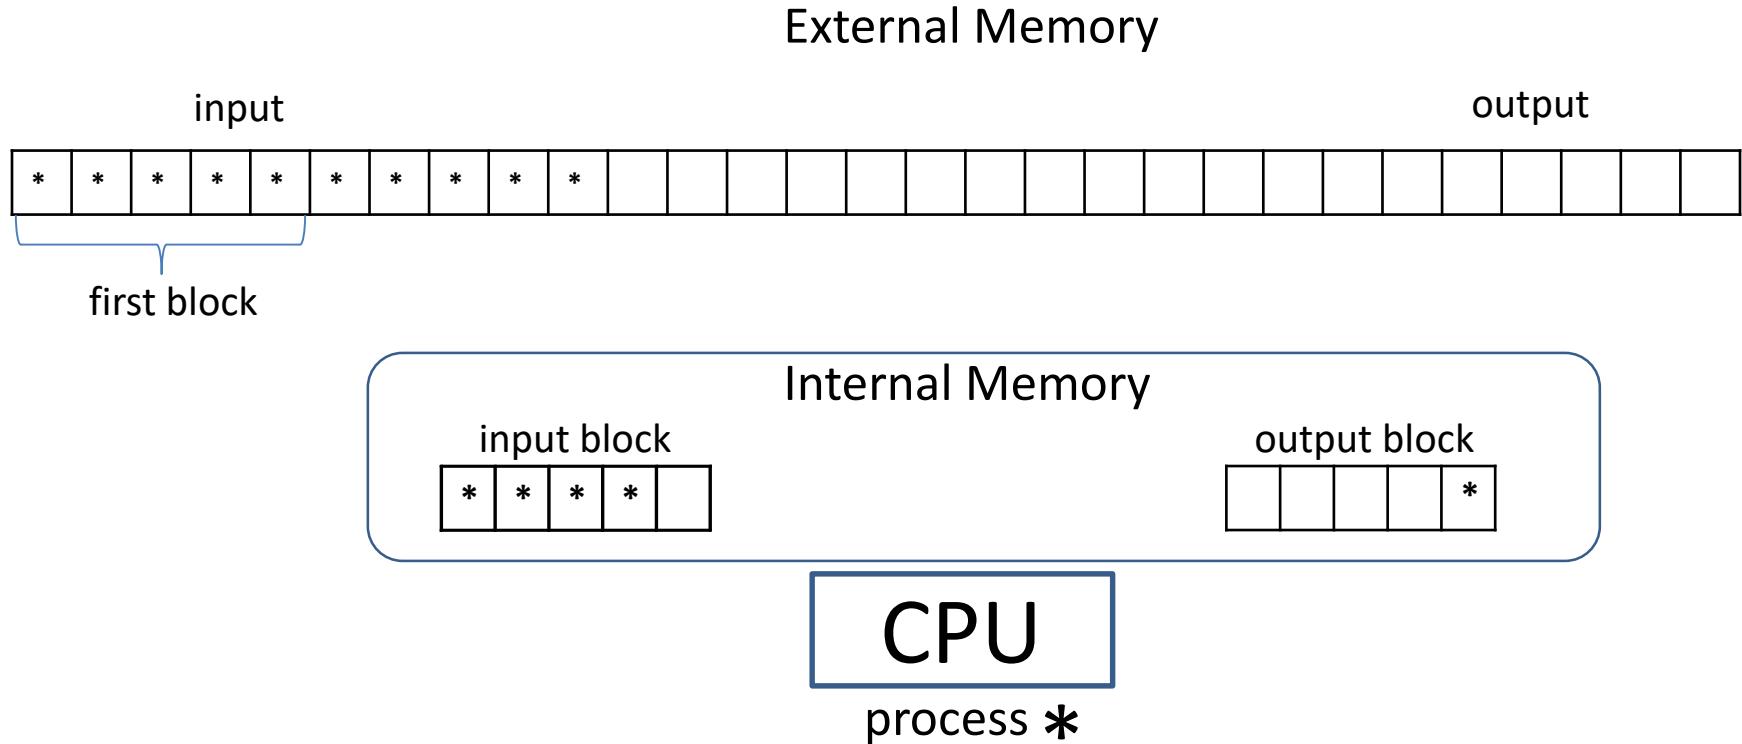 External Memory
input
output
* * * * * * * * * *
first block
Internal Memory
input block
output block
* * * *
*
CPU
process *